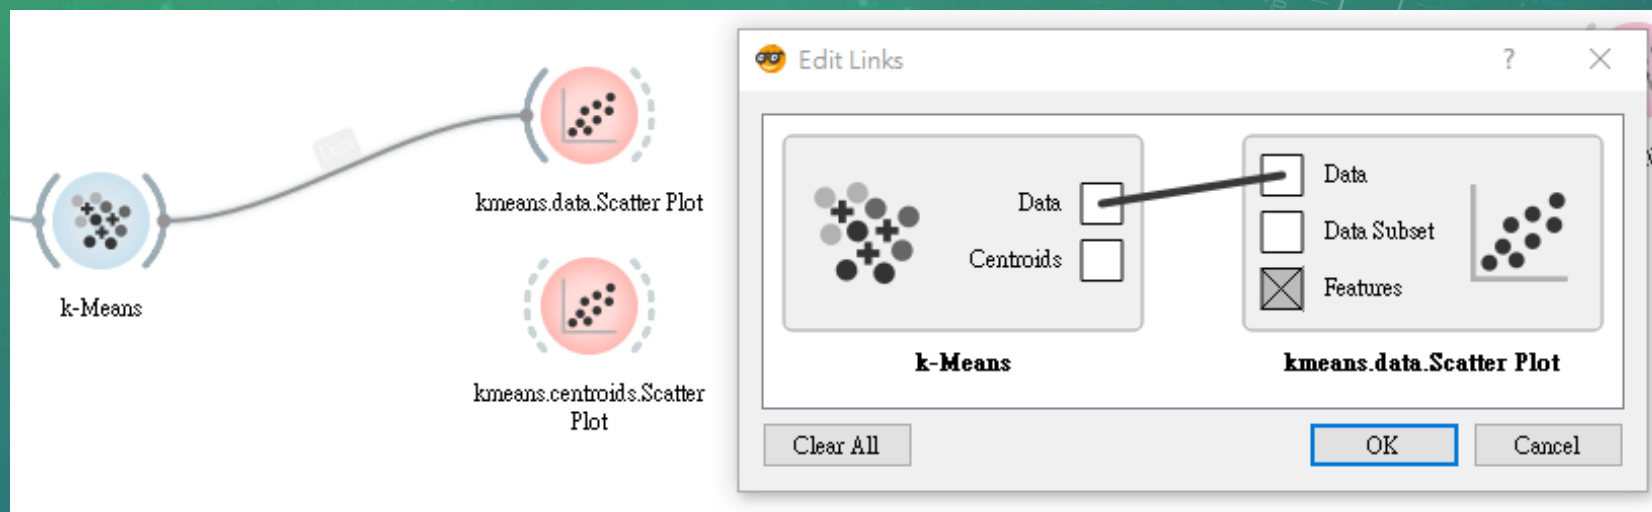 Data
k-Means
kmeans.data.Scatter Plot
kmeans.centroids.Scatter
Plot
Edit Links
?
Data
Centroids
k-Means
Data
Data Subset
Features
kmeans.data.Scatter Plot
Clear All
OK
Cancel